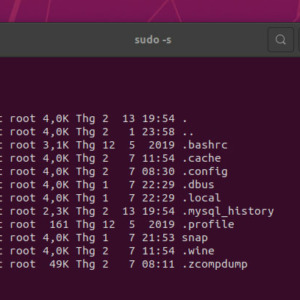 sudo -s
root 4,0K Thg 2 13 19:54 .
root 4,0K Thg 2 1 23:58 ..
root 3,1K Thg 12 5 2019 .bashrc
root 4,0K Thg 2 7 11:54 .cache
root 4,0K Thg 2 7 08:30 .config
root 4,0K Thg 1 7 22:29 .dbus
root 4,0K Thg 1 7 22:29 .local
root 2,3K Thg 2 13 19:54 .mysql_history
root 161 Thg 12 5 2019 .profile
root 4,0K Thg 1 7 21:53 snap
root 4,0K Thg 2 7 11:54 .wine
root 49K Thg 2 7 08:11 .zcompdump